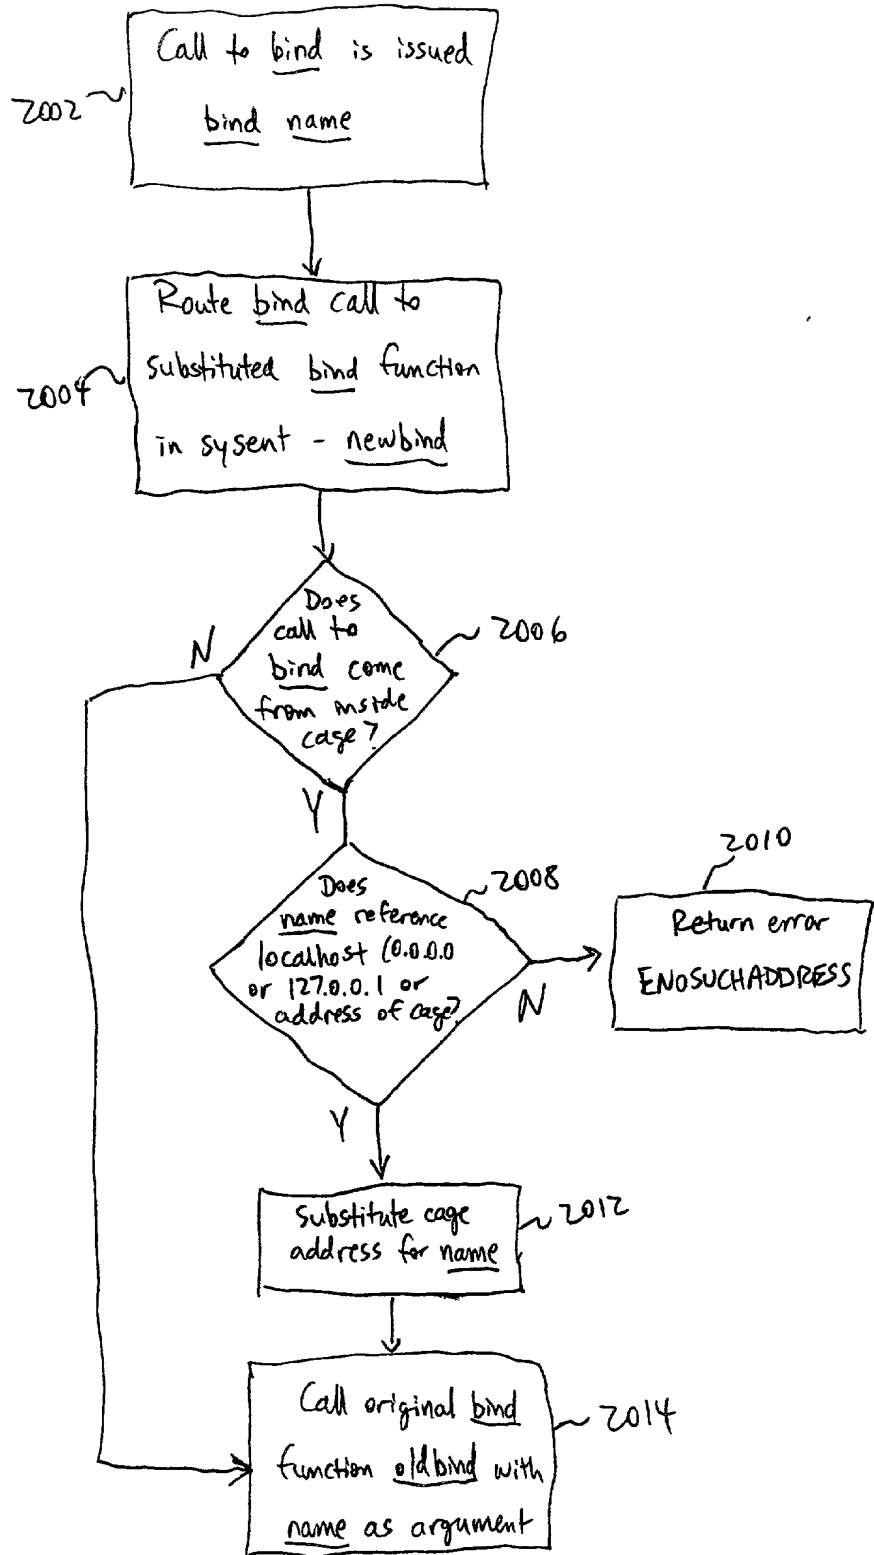 Call to bind is issued
bind name
2002
Route bind call to
substituted bind function
in sysent - newbind
2004
Does
call to
bind come
from inside
cage?
2006
N
Y
Does
name reference
localhost (0.0.0.0
or 127.0.0.1 or
address of cage?
2008
N
2010
Return error
ENOSUCHADDRESS
Y
Substitute cage
address for name
2012
Call original bind
function oldbind with
name as argument
2014